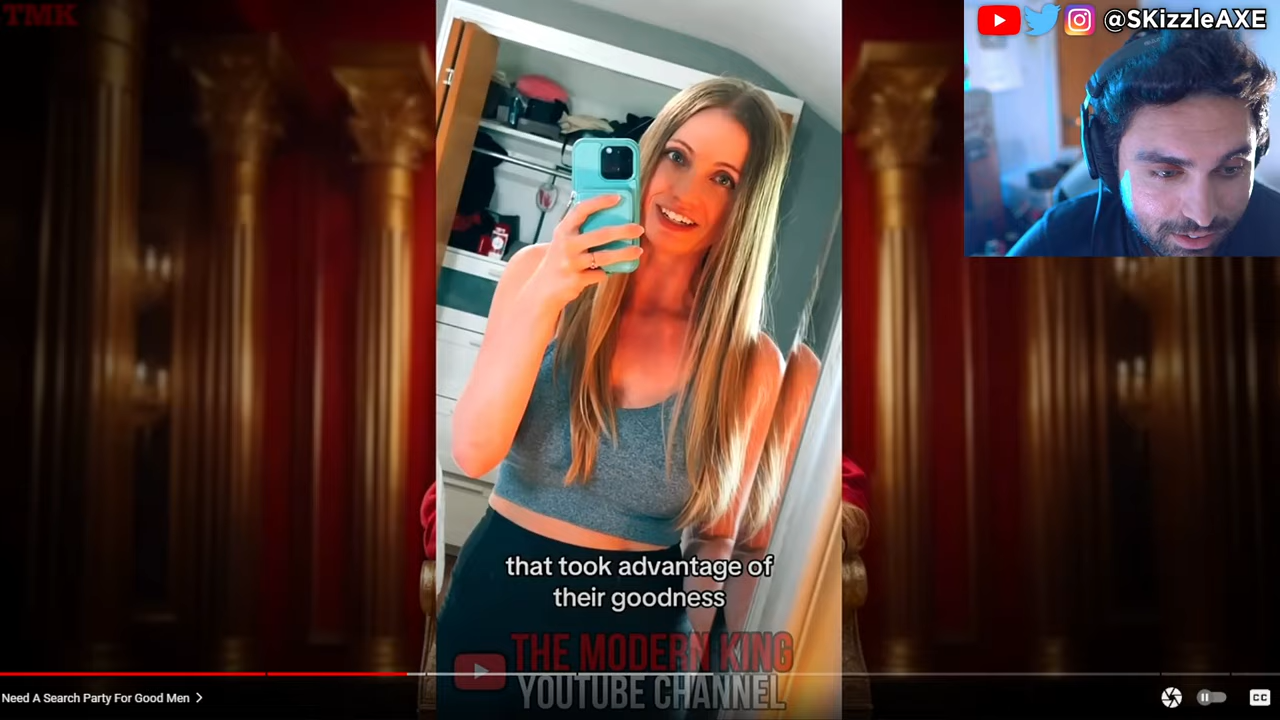 TMK
@SKizzleAXE
that took advantage of
their goodness
THE MODERN KING
YOUTUBE CHANNEL
Need A Search Party For Good Men
CC